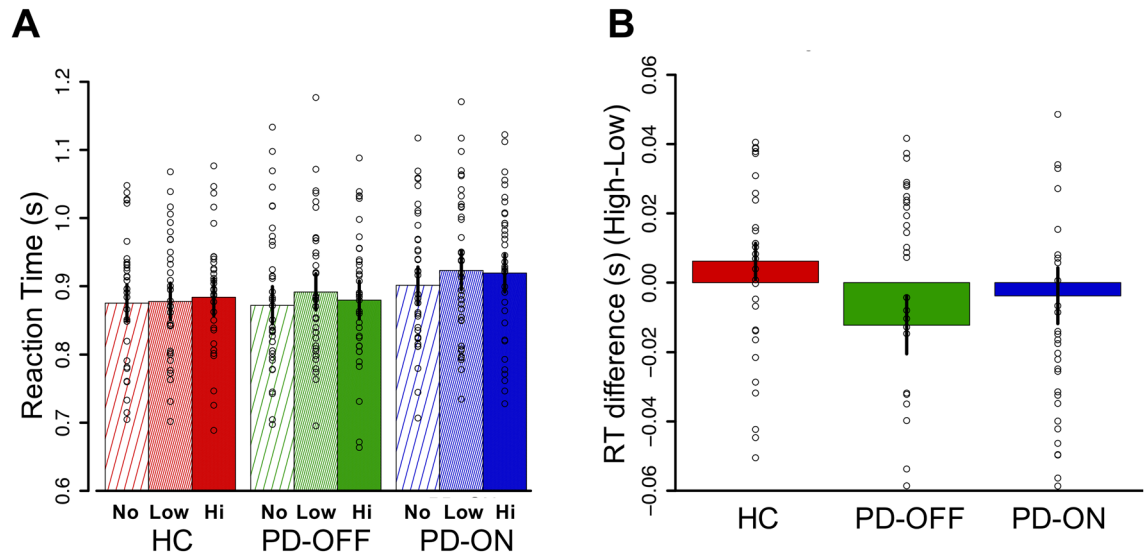 A
Reaction Time (s)
1.2
1.1
1.0
0.9
0.8
0.7
0.6
No Low Hi No Low Hi No Low Hi
HC PD-OFF PD-ON
B
RT difference (s) (High-Low)
0.06
0.04
0.02
0.00
−0.02
−0.04
−0.06
HC PD-OFF PD-ON